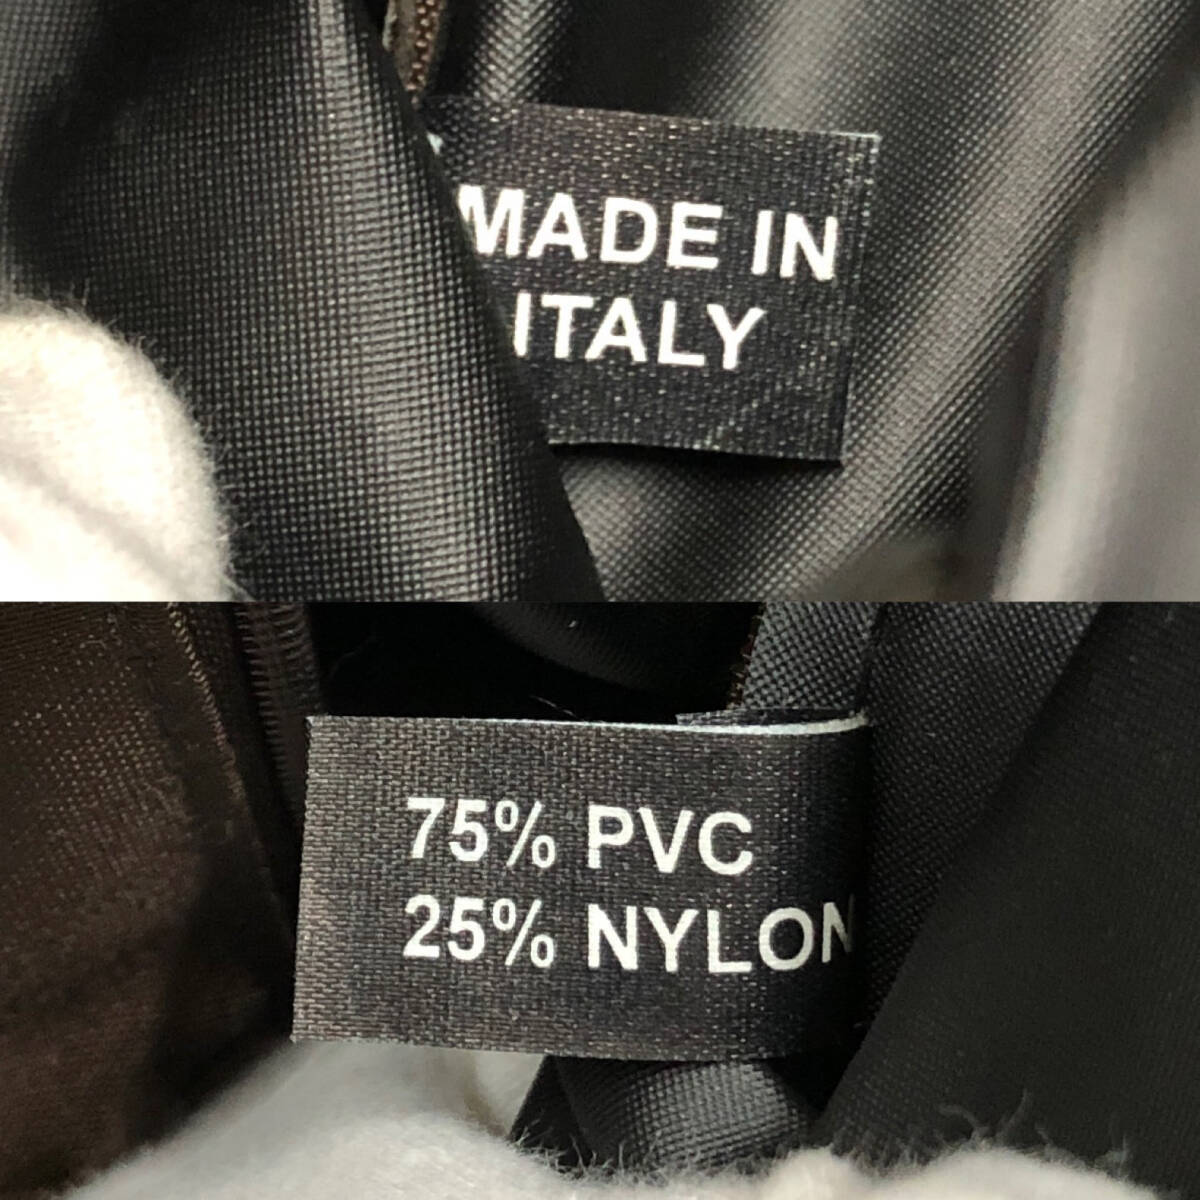 MADE IN
ITALY
75% PVC
25% NYLON